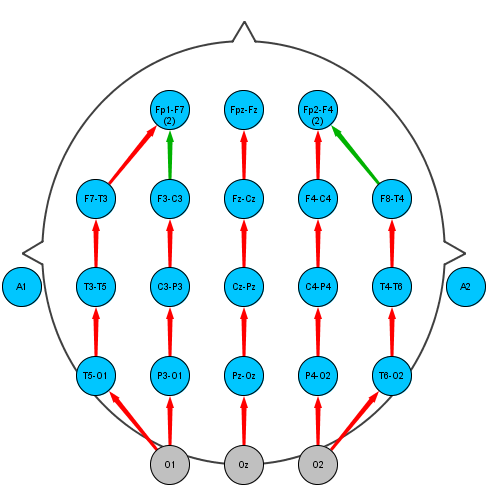 Fp1-F7
(2)
Fpz-Fz
Fp2-F4
(2)
F7-T3
F3-C3
Fz-Cz
F4-C4
F8-T4
A1
T3-T5
C3-P3
Cz-Pz
C4-P4
T4-T6
A2
T5-O1
P3-O1
Pz-Oz
P4-O2
T6-O2
O1
Oz
O2